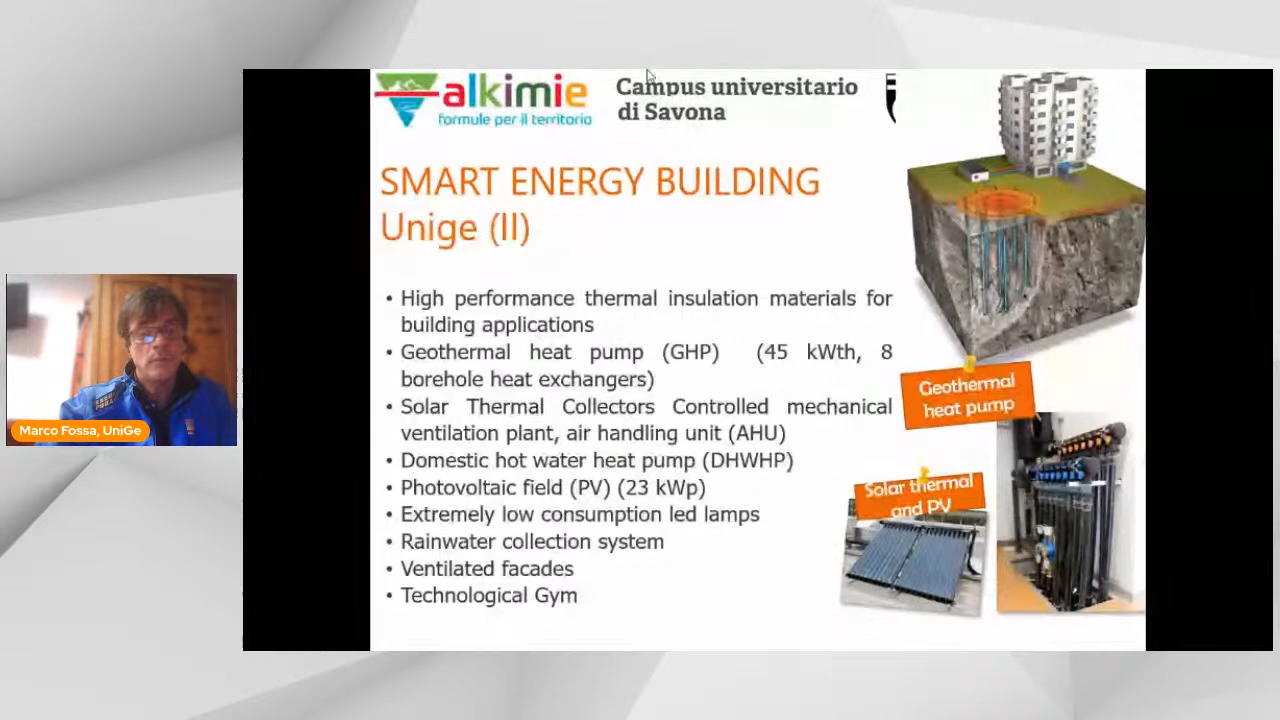 alkimie
formule per il territorio
Campus universitario
di Savona
SMART ENERGY BUILDING
Unige (II)
• High performance thermal insulation materials for
building applications
• Geothermal heat pump (GHP) (45 kWth, 8
borehole heat exchangers)
• Solar Thermal Collectors Controlled mechanical
ventilation plant, air handling unit (AHU)
• Domestic hot water heat pump (DHWHP)
• Photovoltaic field (PV) (23 kWp)
• Extremely low consumption led lamps
• Rainwater collection system
• Ventilated facades
• Technological Gym
Geothermal
heat pump
Solar thermal
and PV
Marco Fossa, UniGe